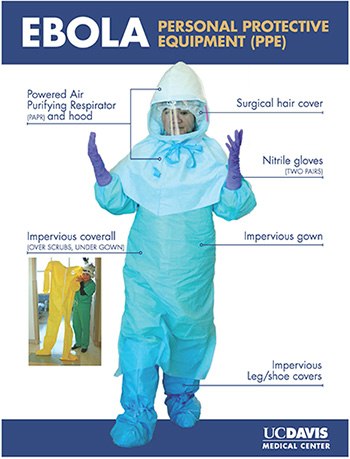 EBOLA
PERSONAL PROTECTIVE
EQUIPMENT (PPE)
Powered Air
Purifying Respirator
[PAPR] and hood
Surgical hair cover
Nitrile gloves
[TWO PAIRS]
Impervious coverall
[OVER SCRUBS, UNDER GOWN]
Impervious gown
Impervious
Leg/shoe covers
UCDAVIS
MEDICAL CENTER